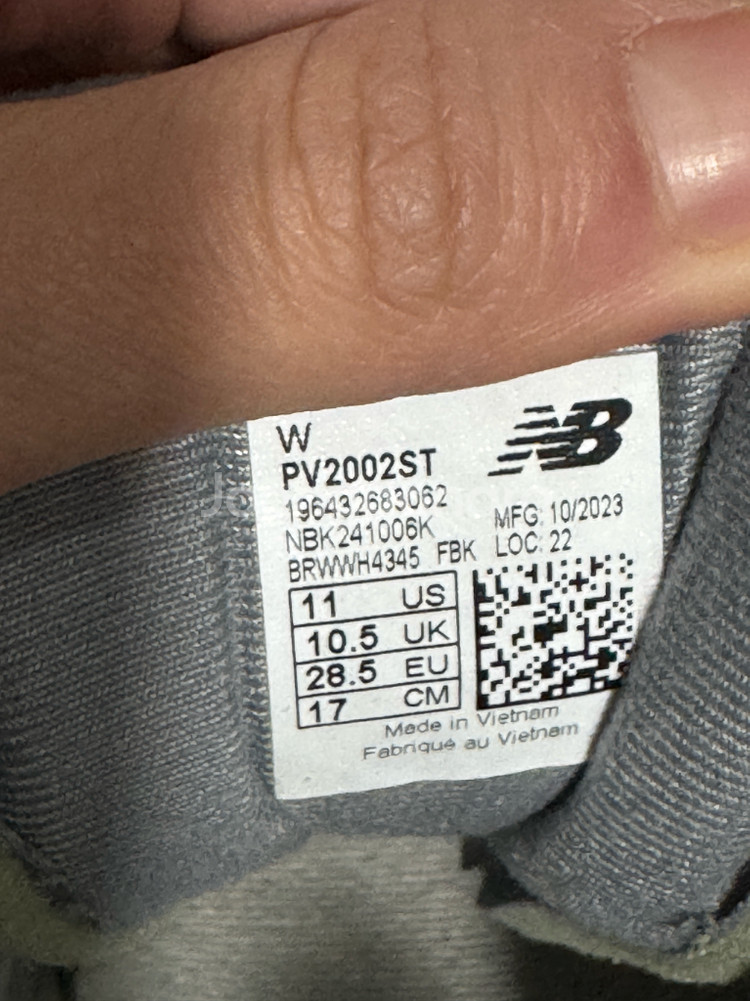 W
NB
PV2002ST
196432683062
NBK241006K
MFG: 10/2023
BRWWH4345 FBK
LOC: 22
11 US
10.5 UK
28.5 EU
17 CM
Made in Vietnam
Fabriqué au Vietnam